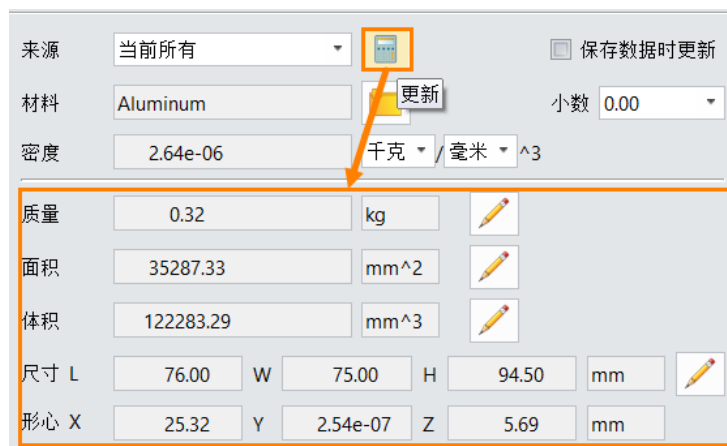 来源 当前所有 保存数据时更新
材料 Aluminum 更新 小数 0.00
密度 2.64e-06 千克 / 毫米 ^3
质量 0.32 kg
面积 35287.33 mm^2
体积 122283.29 mm^3
尺寸 L 76.00 W 75.00 H 94.50 mm
形心 X 25.32 Y 2.54e-07 Z 5.69 mm